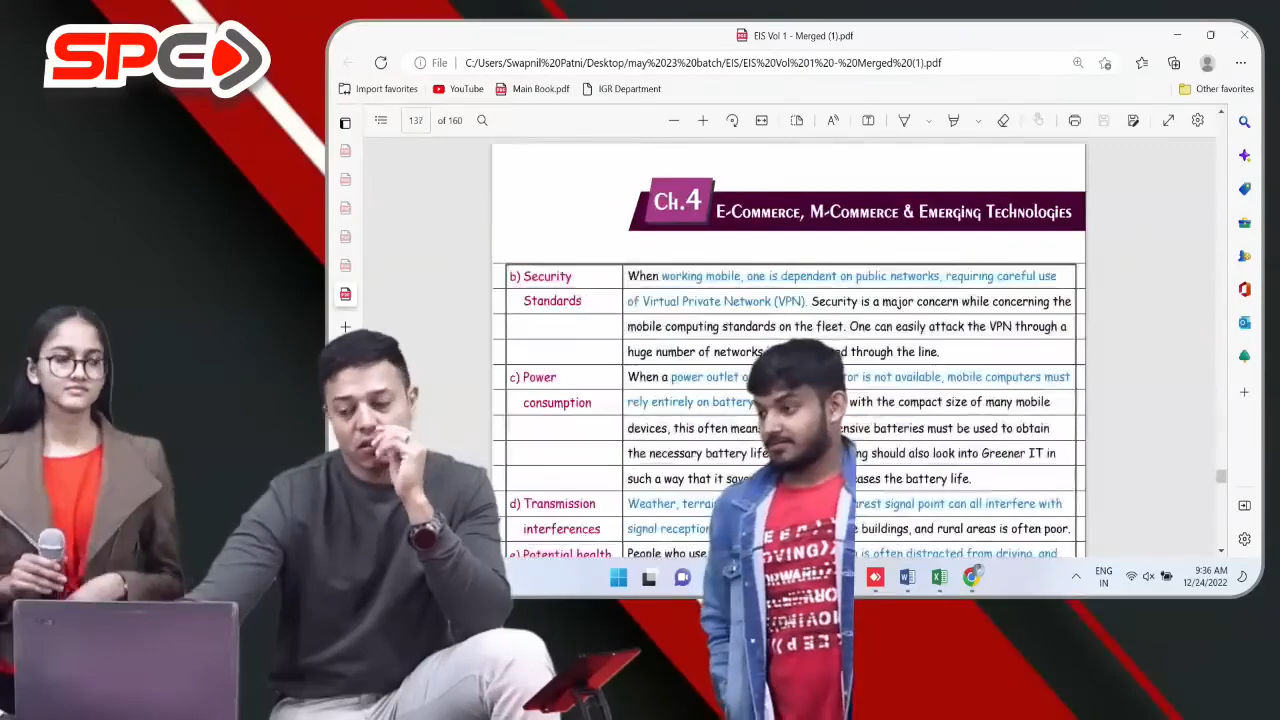 SPC
EIS Vol 1 - Merged (1).pdf
File C:/Users/Swapnil%20Patni/Desktop/may%2023%20batch/EIS/EIS%20Vol%201%20-%20Merged%20(1).pdf
Import favorites YouTube Main Book.pdf IGR Department Other favorites
137 of 160
Ch.4
E-Commerce, M-Commerce & Emerging Technologies
b) Security When working mobile, one is dependent on public networks, requiring careful use
Standards of Virtual Private Network (VPN). Security is a major concern while concerning the
mobile computing standards on the fleet. One can easily attack the VPN through a
huge number of networks through the line.
c) Power When a power outlet is not available, mobile computers must
consumption rely entirely on battery with the compact size of many mobile
devices, this often batteries must be used to obtain
the necessary battery life should also look into Greener IT in
such a way that it the battery life.
d) Transmission Weather, signal point can all interfere with
interferences signal reception buildings, and rural areas is often poor.
e) Potential health People who use is often distracted from driving, and
ENG
IN
9:36 AM
12/24/2022
KEEP
MOVING
FORWARD
KEEP